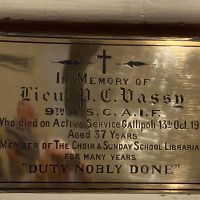 IN MEMORY OF
Lieu P. C. Vassy
9TH A.S.C. A.I.F.
Who died on Active Service Gallipoli 13th Oct. 19
Aged 37 YEARS
MEMBER OF THE CHOIR & SUNDAY SCHOOL LIBRARIA
FOR MANY YEARS
"DUTY NOBLY DONE"